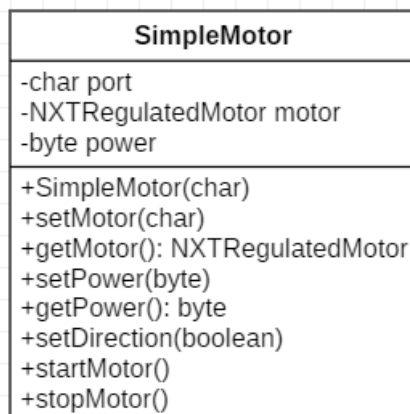 SimpleMotor
-char port
-NXTRegulatedMotor motor
-byte power
+SimpleMotor(char)
+setMotor(char)
+getMotor(): NXTRegulatedMotor
+setPower(byte)
+getPower(): byte
+setDirection(boolean)
+startMotor()
+stopMotor()